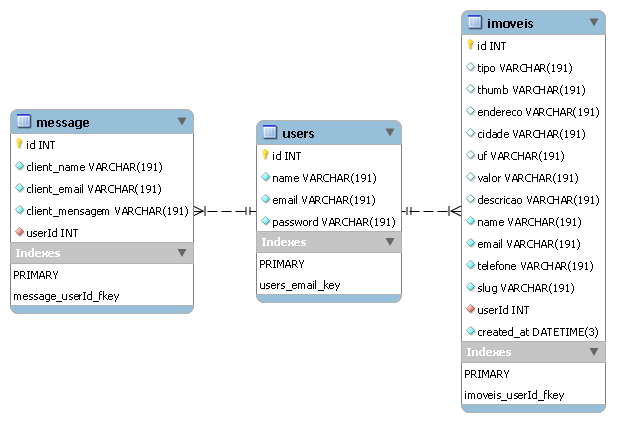 message
id INT
client_name VARCHAR(191)
client_email VARCHAR(191)
client_mensagem VARCHAR(191)
userId INT
Indexes
PRIMARY
message_userId_fkey
users
id INT
name VARCHAR(191)
email VARCHAR(191)
password VARCHAR(191)
Indexes
PRIMARY
users_email_key
imoveis
id INT
tipo VARCHAR(191)
thumb VARCHAR(191)
endereco VARCHAR(191)
cidade VARCHAR(191)
uf VARCHAR(191)
valor VARCHAR(191)
descricao VARCHAR(191)
name VARCHAR(191)
email VARCHAR(191)
telefone VARCHAR(191)
slug VARCHAR(191)
userId INT
created_at DATETIME(3)
Indexes
PRIMARY
imoveis_userId_fkey